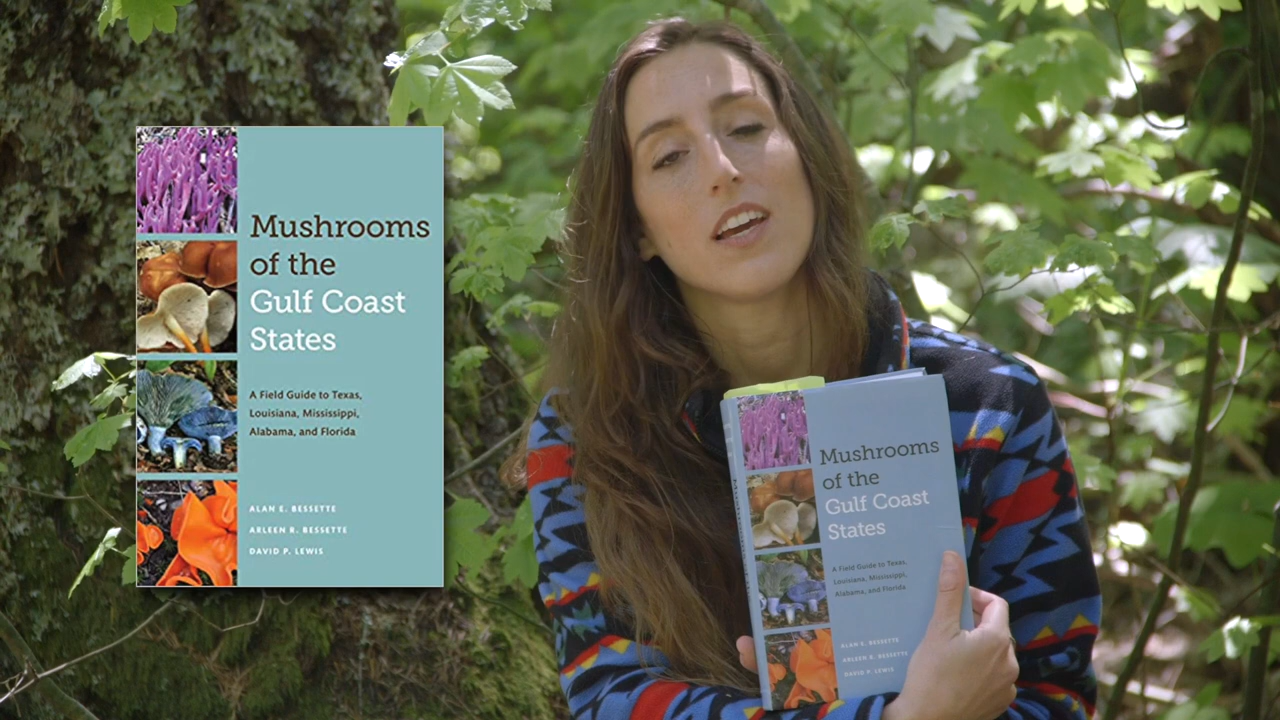 Mushrooms
of the
Gulf Coast
States
A Field Guide to Texas,
Louisiana, Mississippi,
Alabama, and Florida
ALAN E. BESSETTE
ARLEEN R. BESSETTE
DAVID P. LEWIS
Mushrooms
of the
Gulf Coast
States
A Field Guide to Texas,
Louisiana, Mississippi,
Alabama, and Florida
ALAN E. BESSETTE
ARLEEN R. BESSETTE
DAVID P. LEWIS